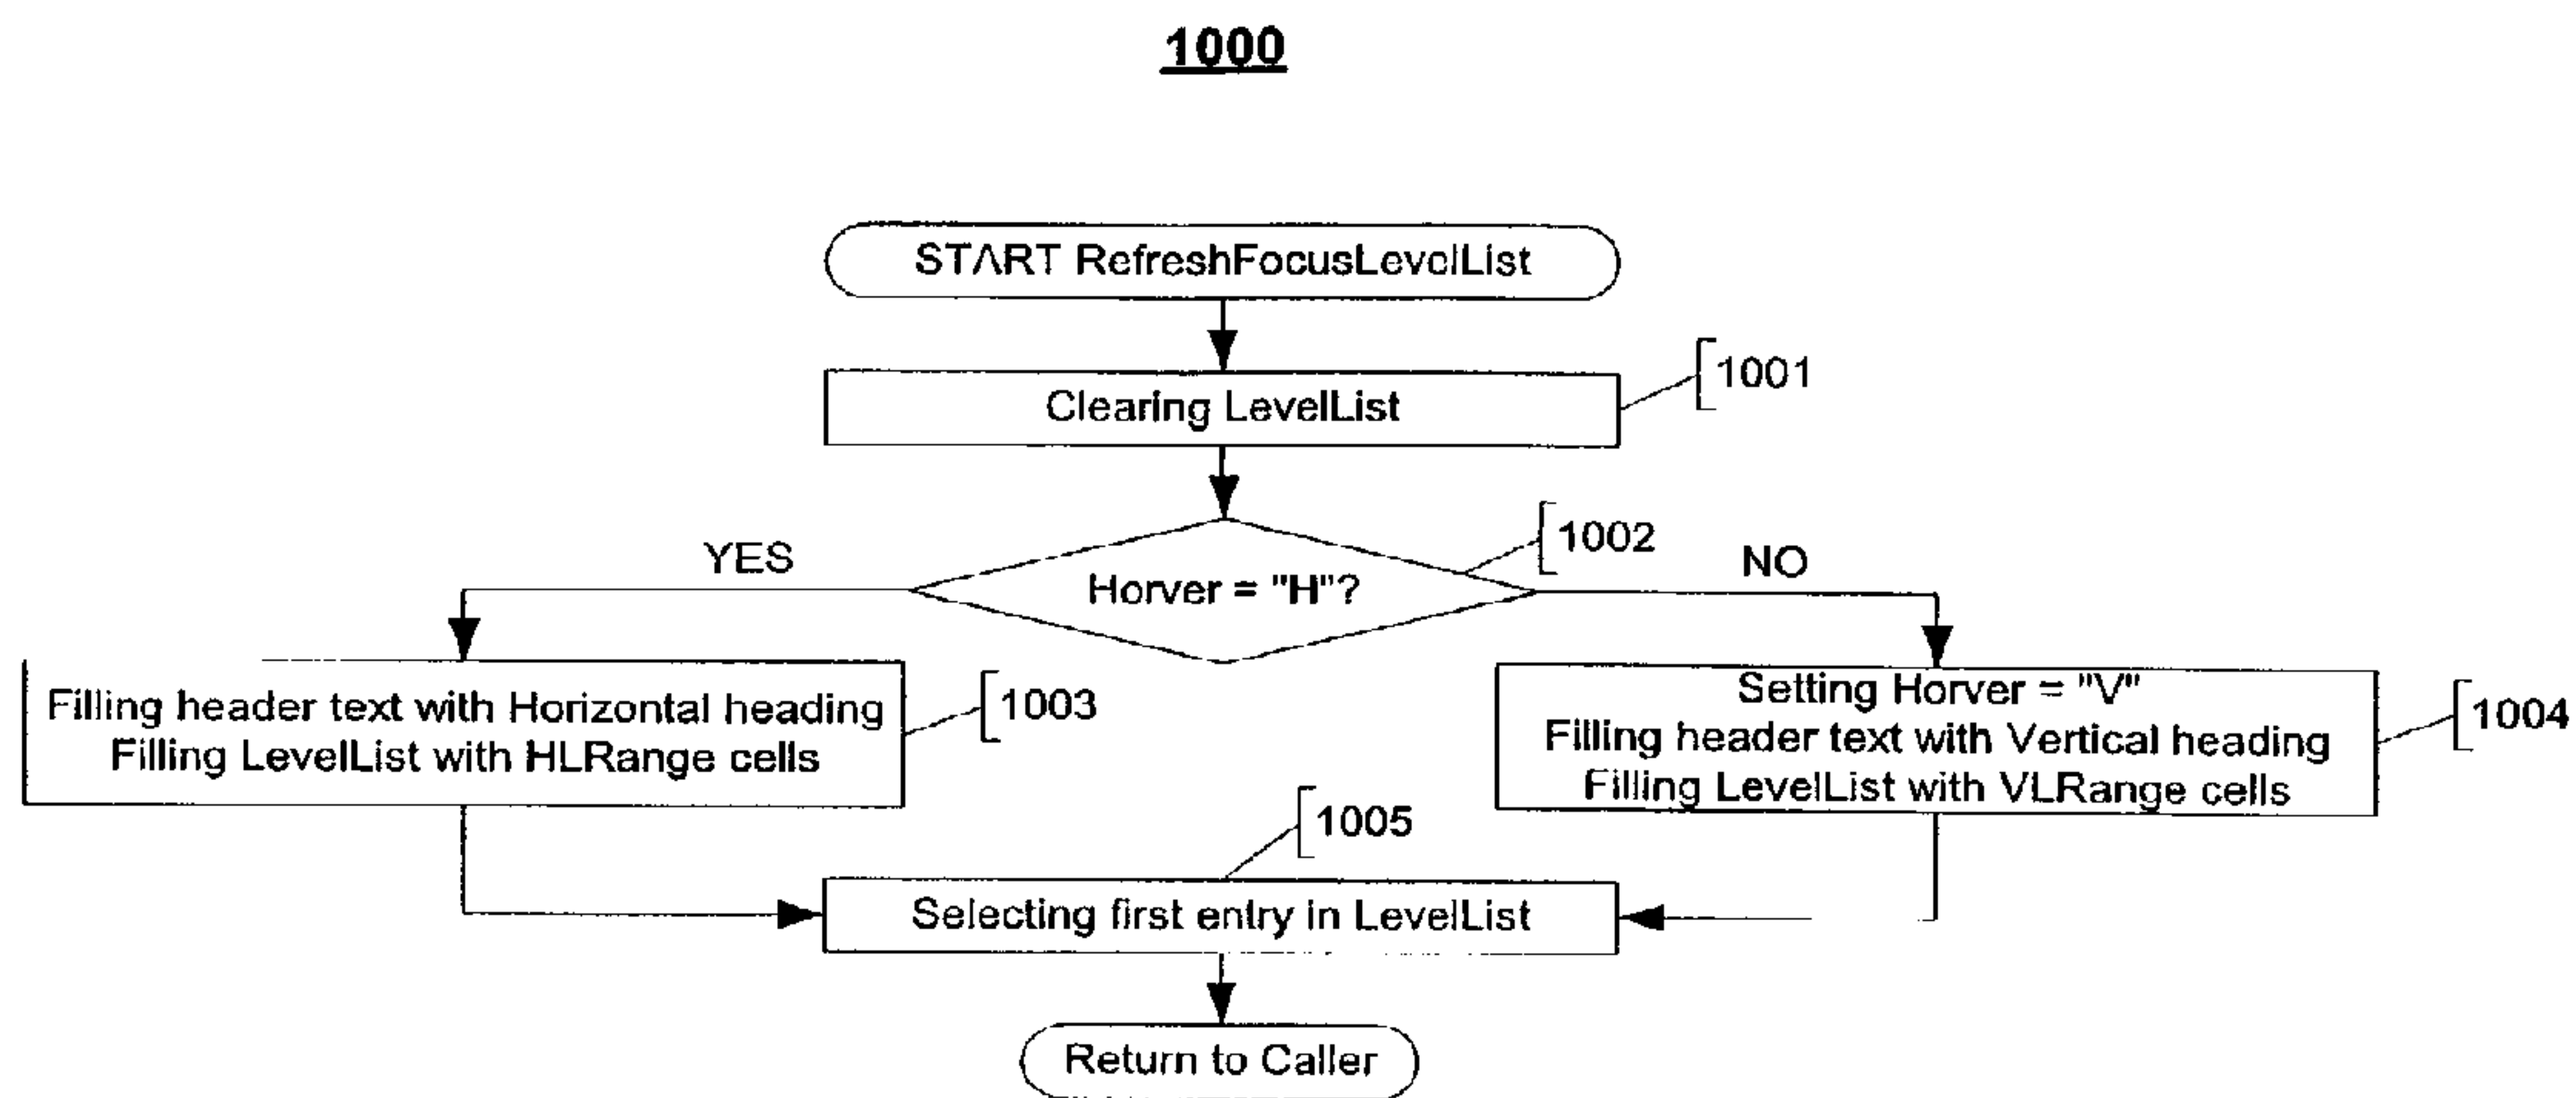 1000
START RefreshFocusLevelList
1001
Clearing LevelList
1002
YES
NO
Horver = "H"?
Filling header text with Horizontal heading
Filling LevelList with HLRange cells
1003
Setting Horver = "V"
Filling header text with Vertical heading
Filling LevelList with VLRange cells
1004
1005
Selecting first entry in LevelList
Return to Caller